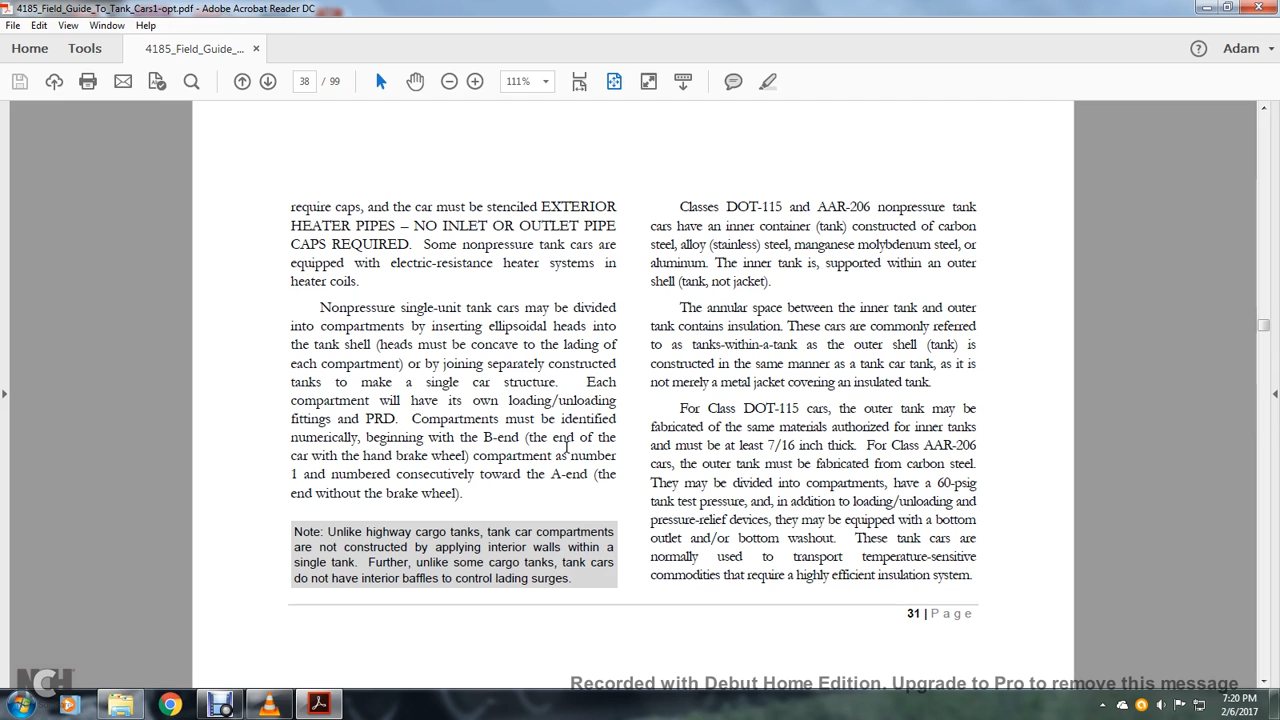 4185_Field_Guide_To_Tank_Cars1-opt.pdf - Adobe Acrobat Reader DC
File Edit View Window Help
Home Tools 4185_Field_Guide_... × Adam
38 / 99 111%
require caps, and the car must be stenciled EXTERIOR
HEATER PIPES – NO INLET OR OUTLET PIPE
CAPS REQUIRED. Some nonpressure tank cars are
equipped with electric-resistance heater systems in
heater coils.
Nonpressure single-unit tank cars may be divided
into compartments by inserting ellipsoidal heads into
the tank shell (heads must be concave to the lading of
each compartment) or by joining separately constructed
tanks to make a single car structure. Each
compartment will have its own loading/unloading
fittings and PRD. Compartments must be identified
numerically, beginning with the B-end (the end of the
car with the hand brake wheel) compartment as number
1 and numbered consecutively toward the A-end (the
end without the brake wheel).
Note: Unlike highway cargo tanks, tank car compartments
are not constructed by applying interior walls within a
single tank. Further, unlike some cargo tanks, tank cars
do not have interior baffles to control lading surges.
Classes DOT-115 and AAR-206 nonpressure tank
cars have an inner container (tank) constructed of carbon
steel, alloy (stainless) steel, manganese molybdenum steel, or
aluminum. The inner tank is, supported within an outer
shell (tank, not jacket).
The annular space between the inner tank and outer
tank contains insulation. These cars are commonly referred
to as tanks-within-a-tank as the outer shell (tank) is
constructed in the same manner as a tank car tank, as it is
not merely a metal jacket covering an insulated tank.
For Class DOT-115 cars, the outer tank may be
fabricated of the same materials authorized for inner tanks
and must be at least 7/16 inch thick. For Class AAR-206
cars, the outer tank must be fabricated from carbon steel.
They may be divided into compartments, have a 60-psig
tank test pressure, and, in addition to loading/unloading and
pressure-relief devices, they may be equipped with a bottom
outlet and/or bottom washout. These tank cars are
normally used to transport temperature-sensitive
commodities that require a highly efficient insulation system.
31 | Page
NCH
Recorded with Debut Home Edition. Upgrade to Pro to remove this message
7:20 PM
2/6/2017